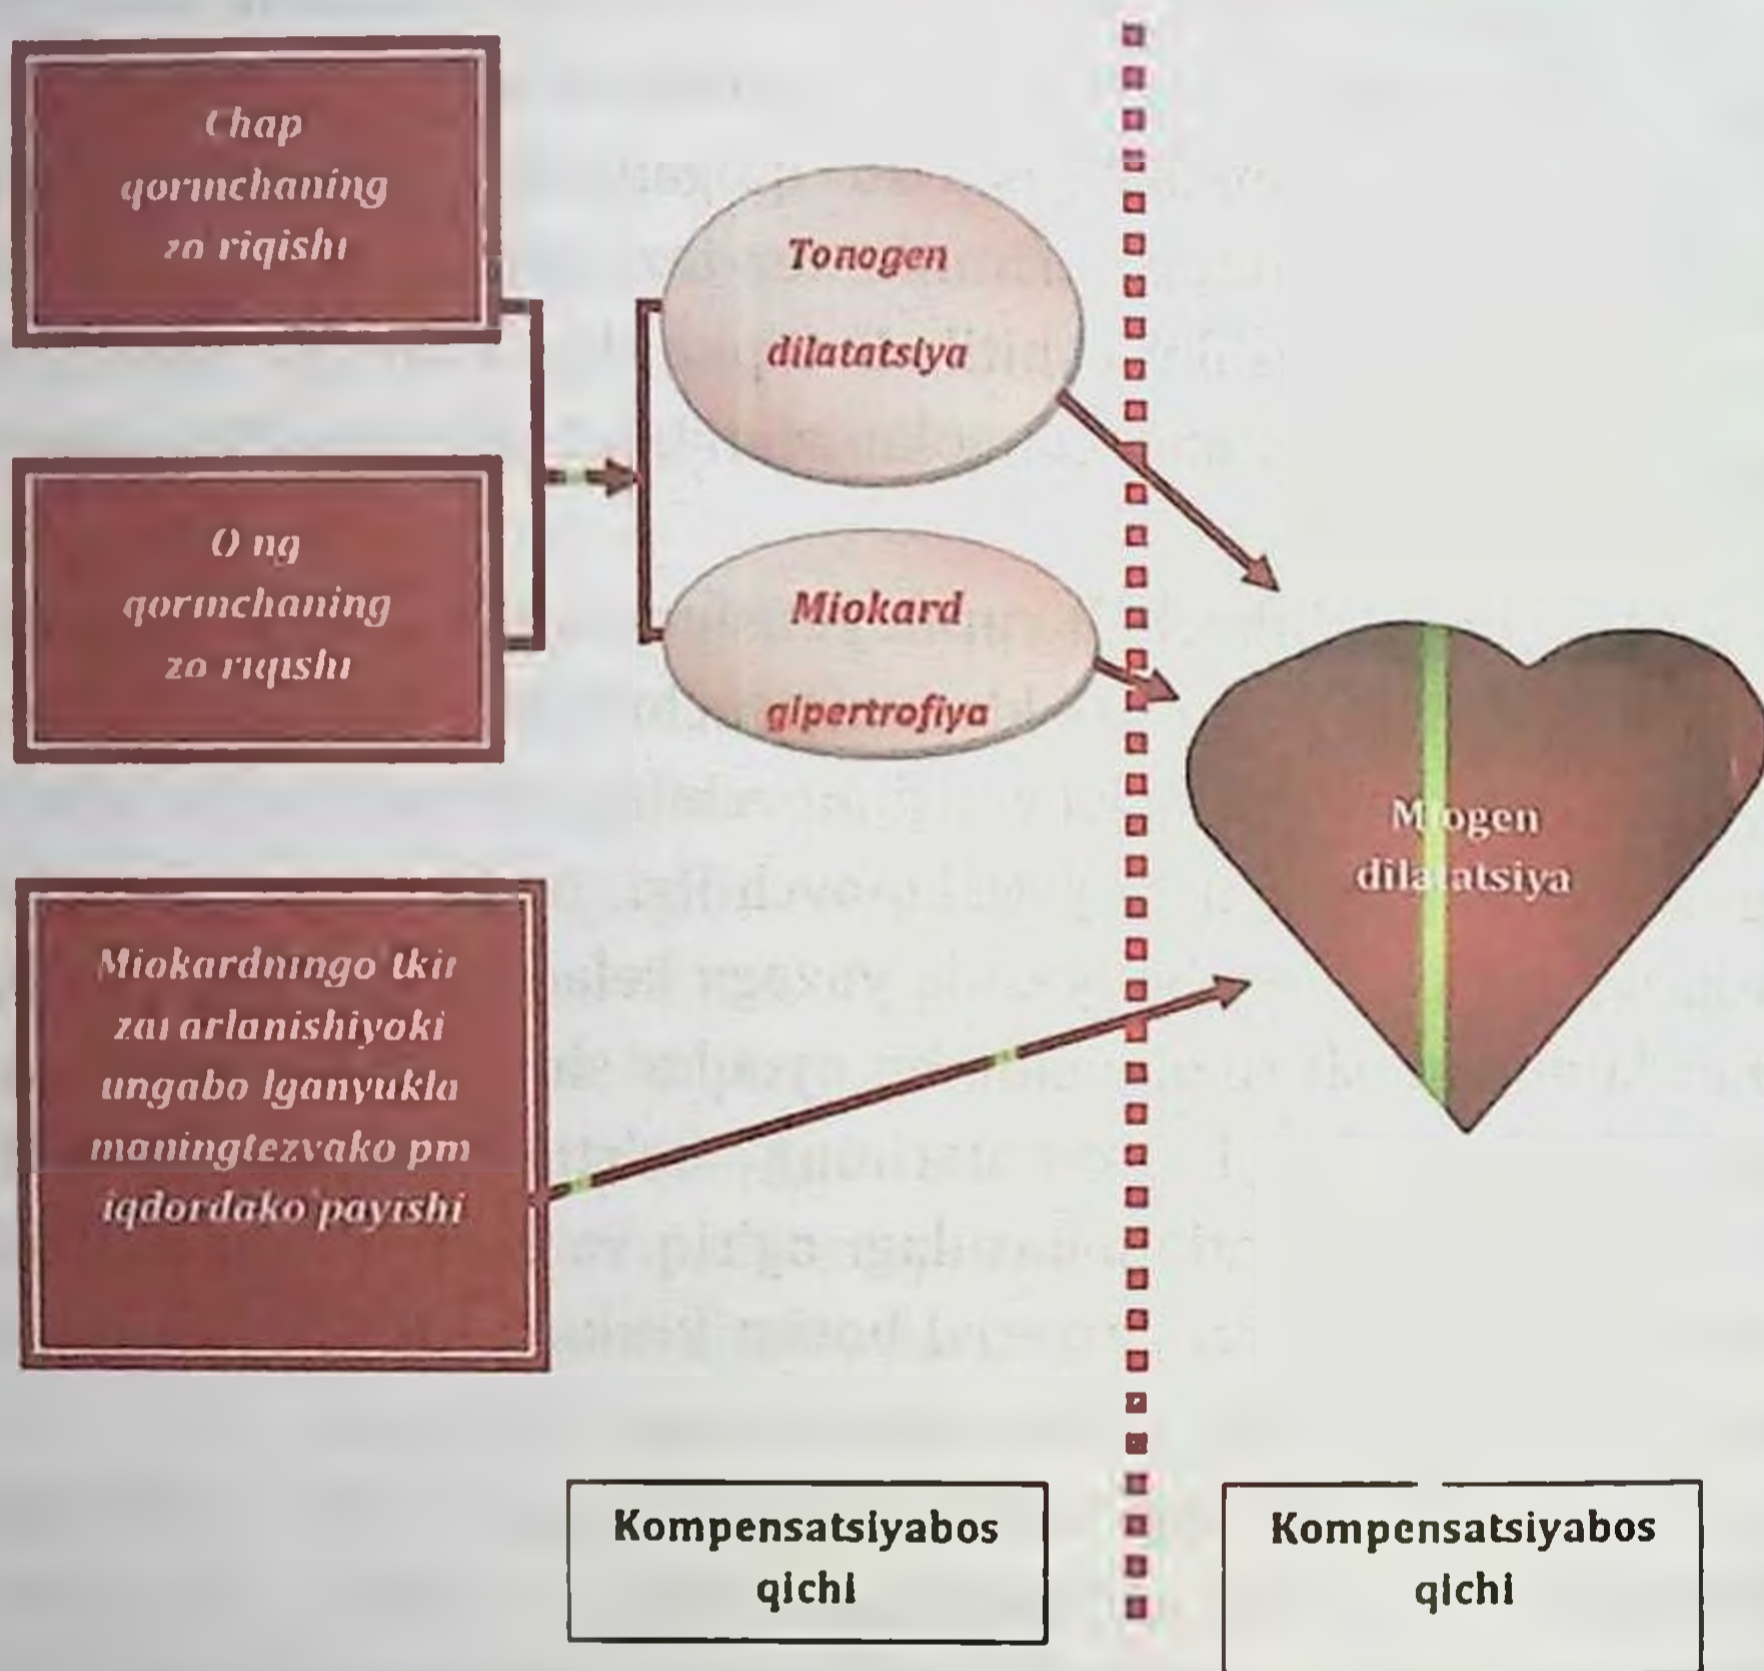 Chap
qorinchaning
zo'riqishi
O'ng
qorinchaning
zo'riqishi
Miokardningo'tkir
zararlanishiyoki
ungabo'lganyukla
maningtezvako'pm
iqdordako'payishi
Tonogen
dilatatsiya
Miokard
gipertrofiya
Miogen
dilatatsiya
Kompensatsiyabos
qichi
Kompensatsiyabos
qichi